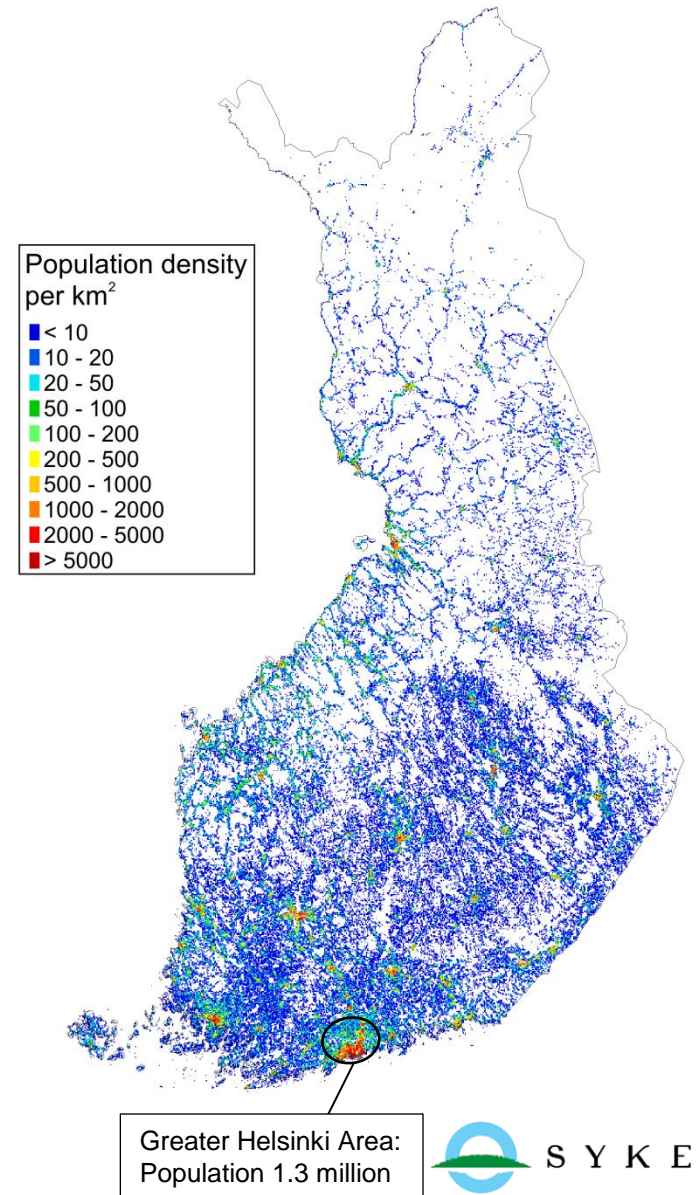 Population density
per km²
< 10
10 - 20
20 - 50
50 - 100
100 - 200
200 - 500
500 - 1000
1000 - 2000
2000 - 5000
> 5000
Greater Helsinki Area:
Population 1.3 million
SYKE